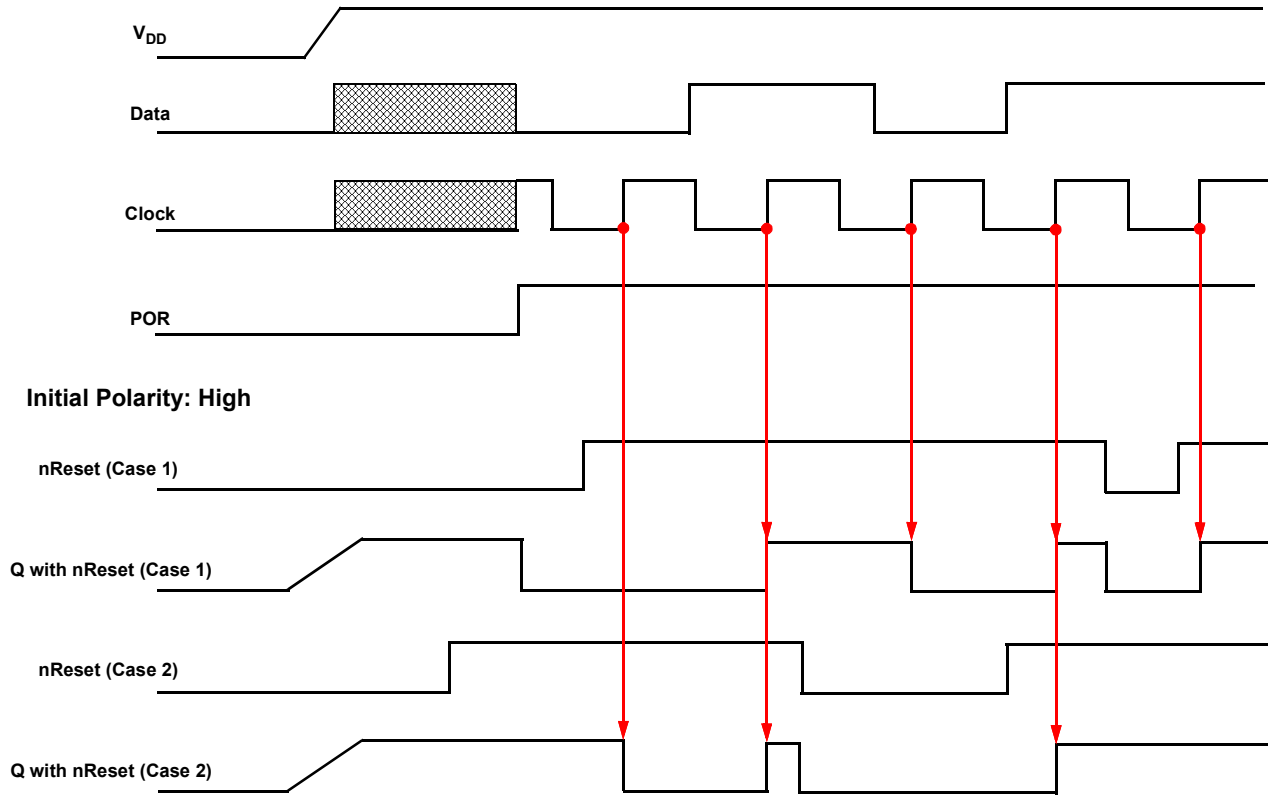 VDD
Data
Clock
POR
Initial Polarity: High
nReset (Case 1)
Q with nReset (Case 1)
nReset (Case 2)
Q with nReset (Case 2)